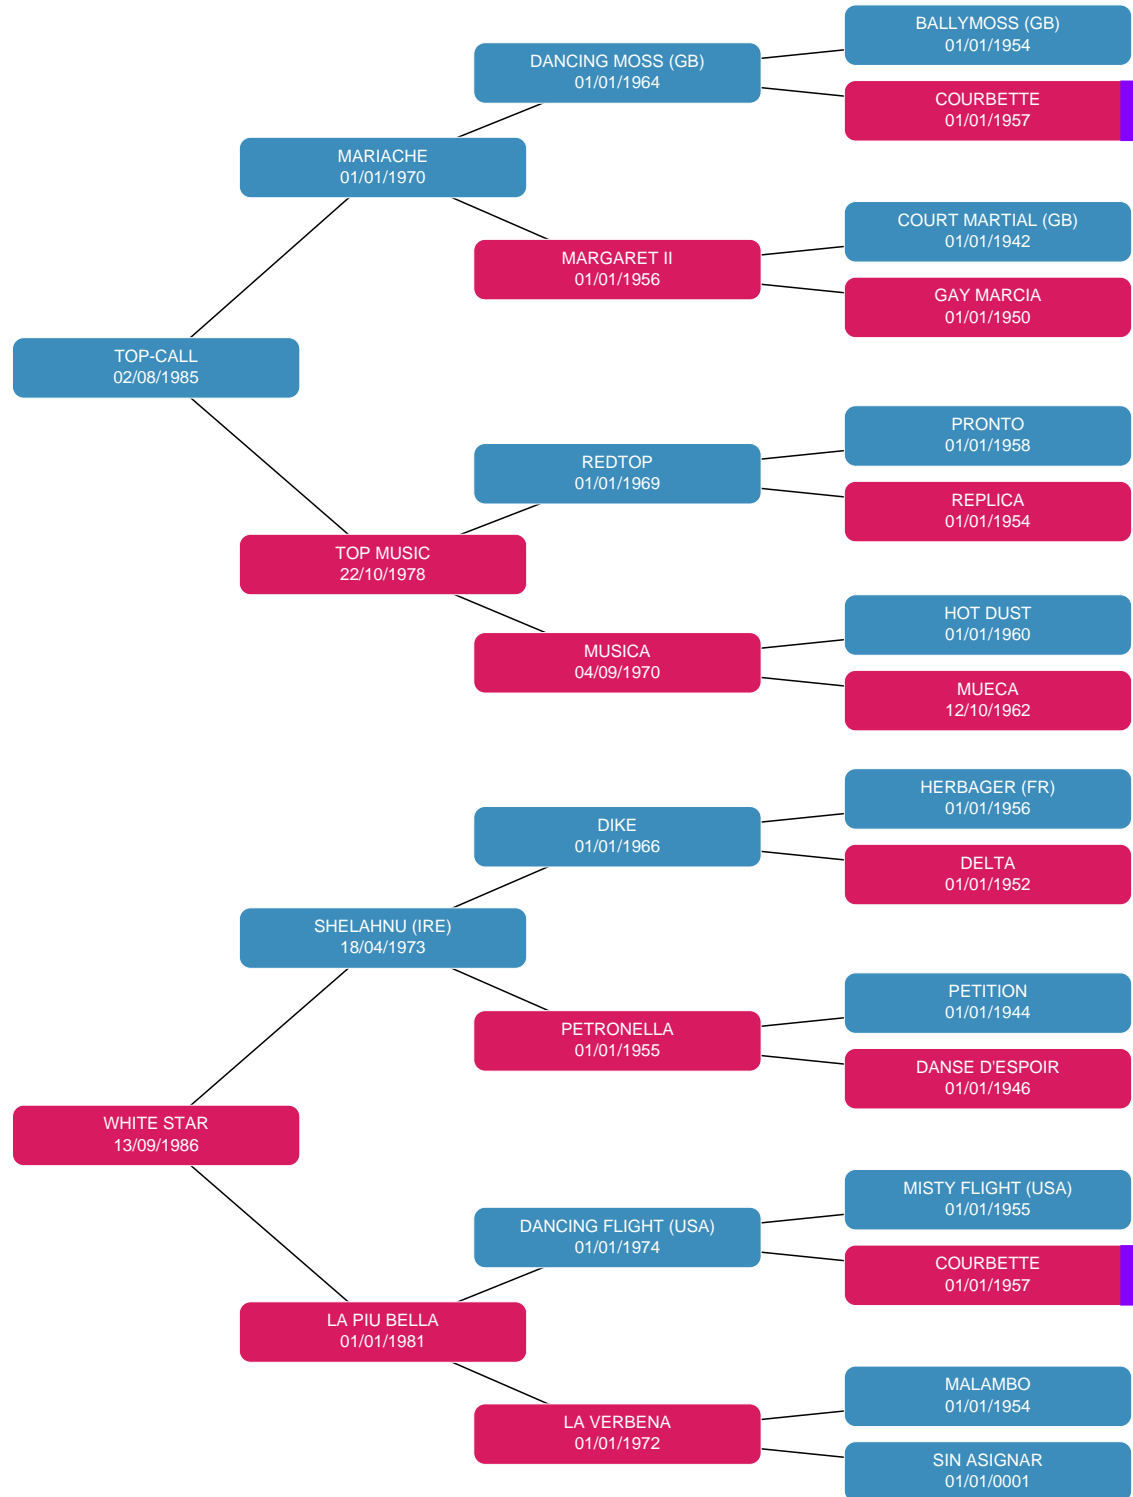 BALLYMOSS (GB)
01/01/1954
DANCING MOSS (GB)
01/01/1964
COURBETTE
01/01/1957
MARIACHE
01/01/1970
COURT MARTIAL (GB)
01/01/1942
MARGARET II
01/01/1956
GAY MARCIA
01/01/1950
TOP-CALL
02/08/1985
PRONTO
01/01/1958
REDTOP
01/01/1969
REPLICA
01/01/1954
TOP MUSIC
22/10/1978
HOT DUST
01/01/1960
MUSICA
04/09/1970
MUECA
12/10/1962
HERBAGER (FR)
01/01/1956
DIKE
01/01/1966
DELTA
01/01/1952
SHELAHNU (IRE)
18/04/1973
PETITION
01/01/1944
PETRONELLA
01/01/1955
DANSE D'ESPOIR
01/01/1946
WHITE STAR
13/09/1986
MISTY FLIGHT (USA)
01/01/1955
DANCING FLIGHT (USA)
01/01/1974
COURBETTE
01/01/1957
LA PIU BELLA
01/01/1981
MALAMBO
01/01/1954
LA VERBENA
01/01/1972
SIN ASIGNAR
01/01/0001